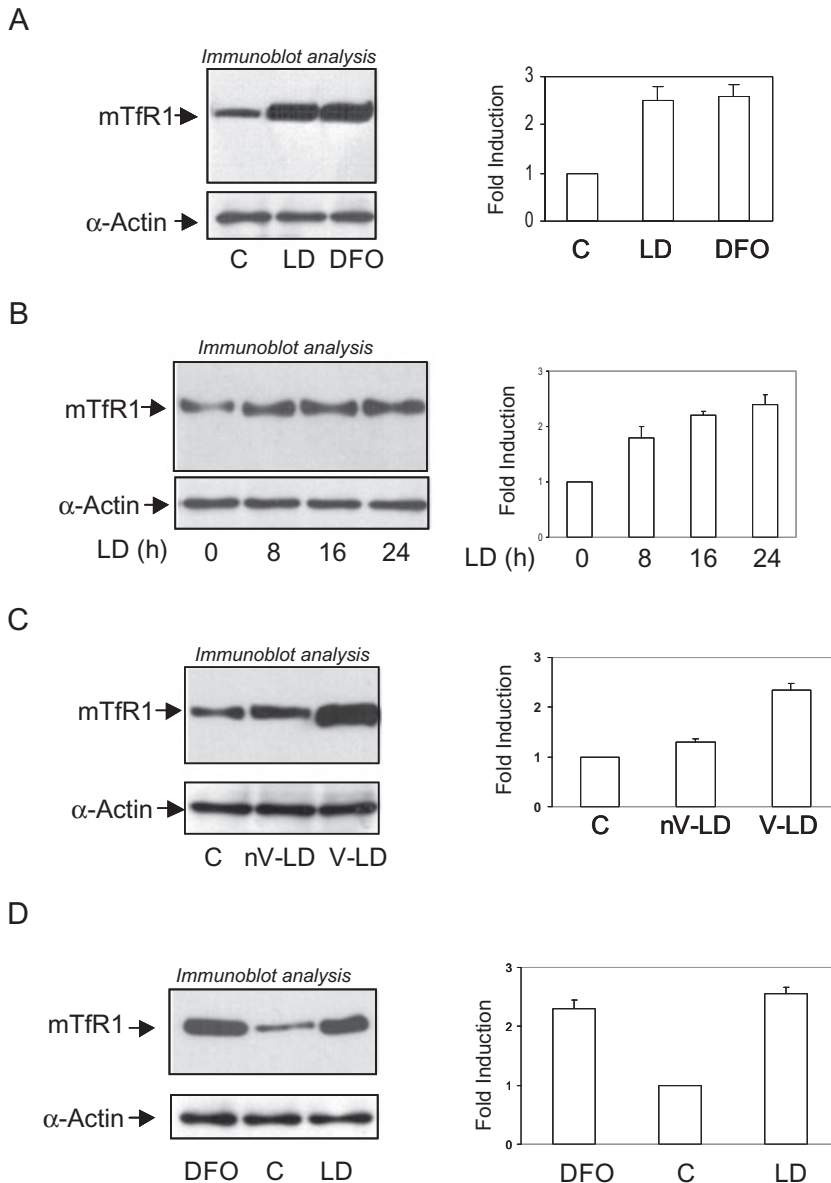 A
Immunoblot analysis
mTfR1
α-Actin
C LD DFO
Fold Induction
3
2
1
0
C LD DFO
B
Immunoblot analysis
mTfR1
α-Actin
LD (h) 0 8 16 24
Fold Induction
3
2
1
0
LD (h) 0 8 16 24
C
Immunoblot analysis
mTfR1
α-Actin
C nV-LD V-LD
Fold Induction
3
2
1
0
C nV-LD V-LD
D
Immunoblot analysis
mTfR1
α-Actin
DFO C LD
Fold Induction
3
2
1
0
DFO C LD